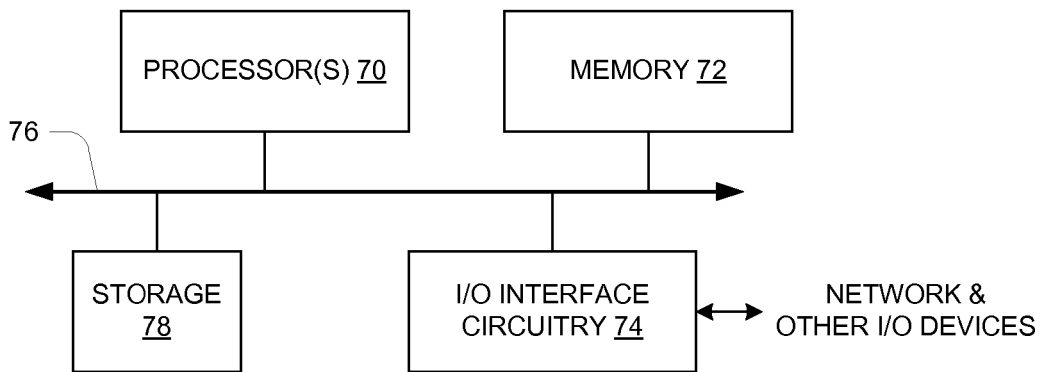 PROCESSOR(S) 70
MEMORY 72
76
STORAGE
78
I/O INTERFACE
CIRCUITRY 74
NETWORK &
OTHER I/O DEVICES